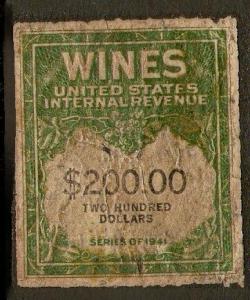 WINES
UNITED STATES
INTERNAL REVENUE
$200.00
TWO HUNDRED
DOLLARS
SERIES OF 1941